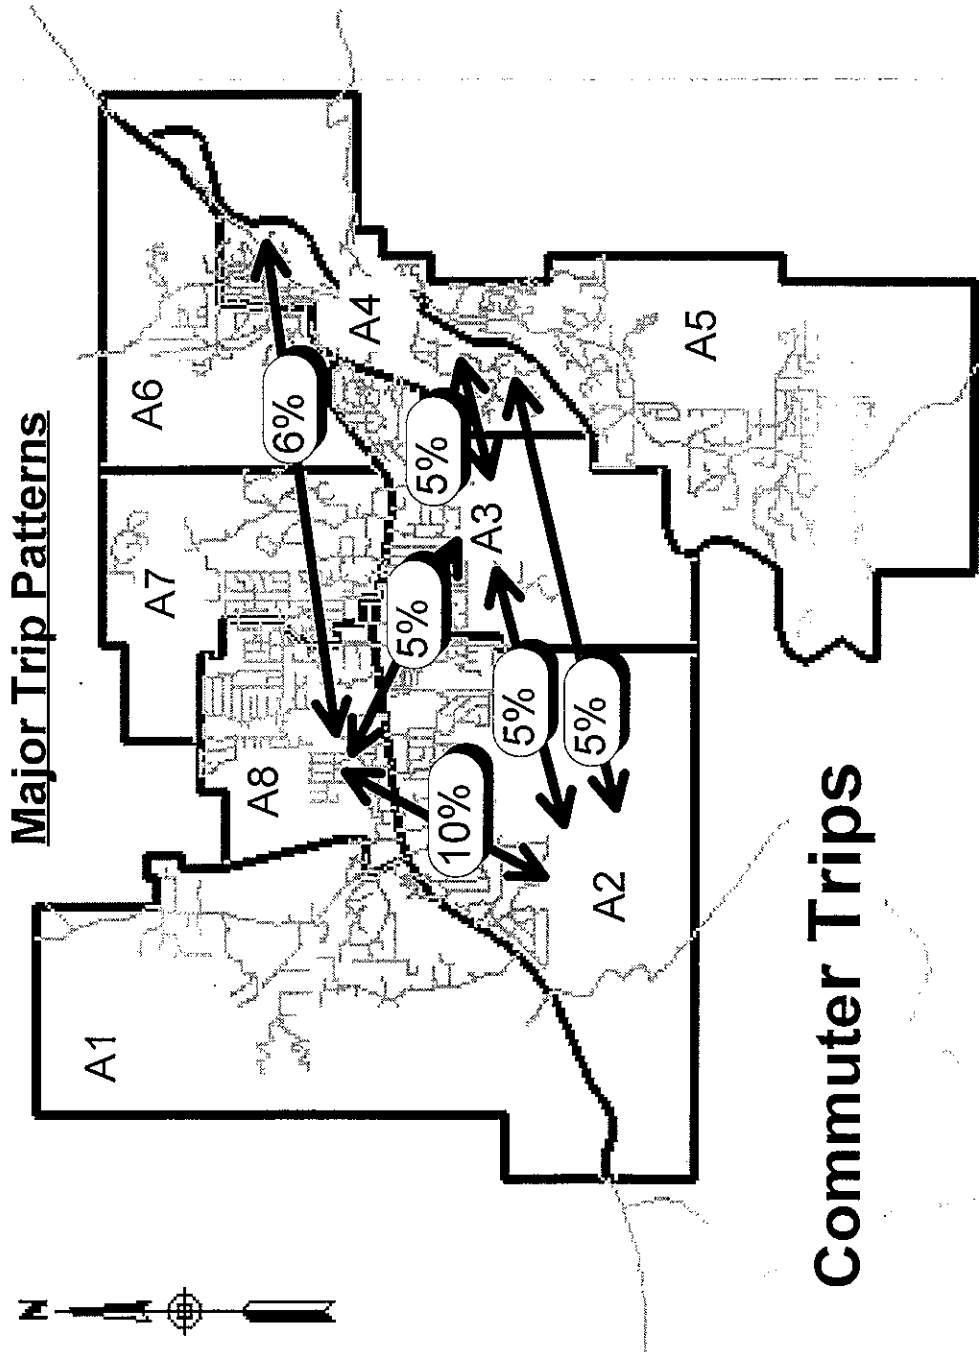 Major Trip Patterns
N
A1
A8
A7
A6
6%
A4
10%
5%
5%
A3
5%
5%
A2
A5
Commuter Trips